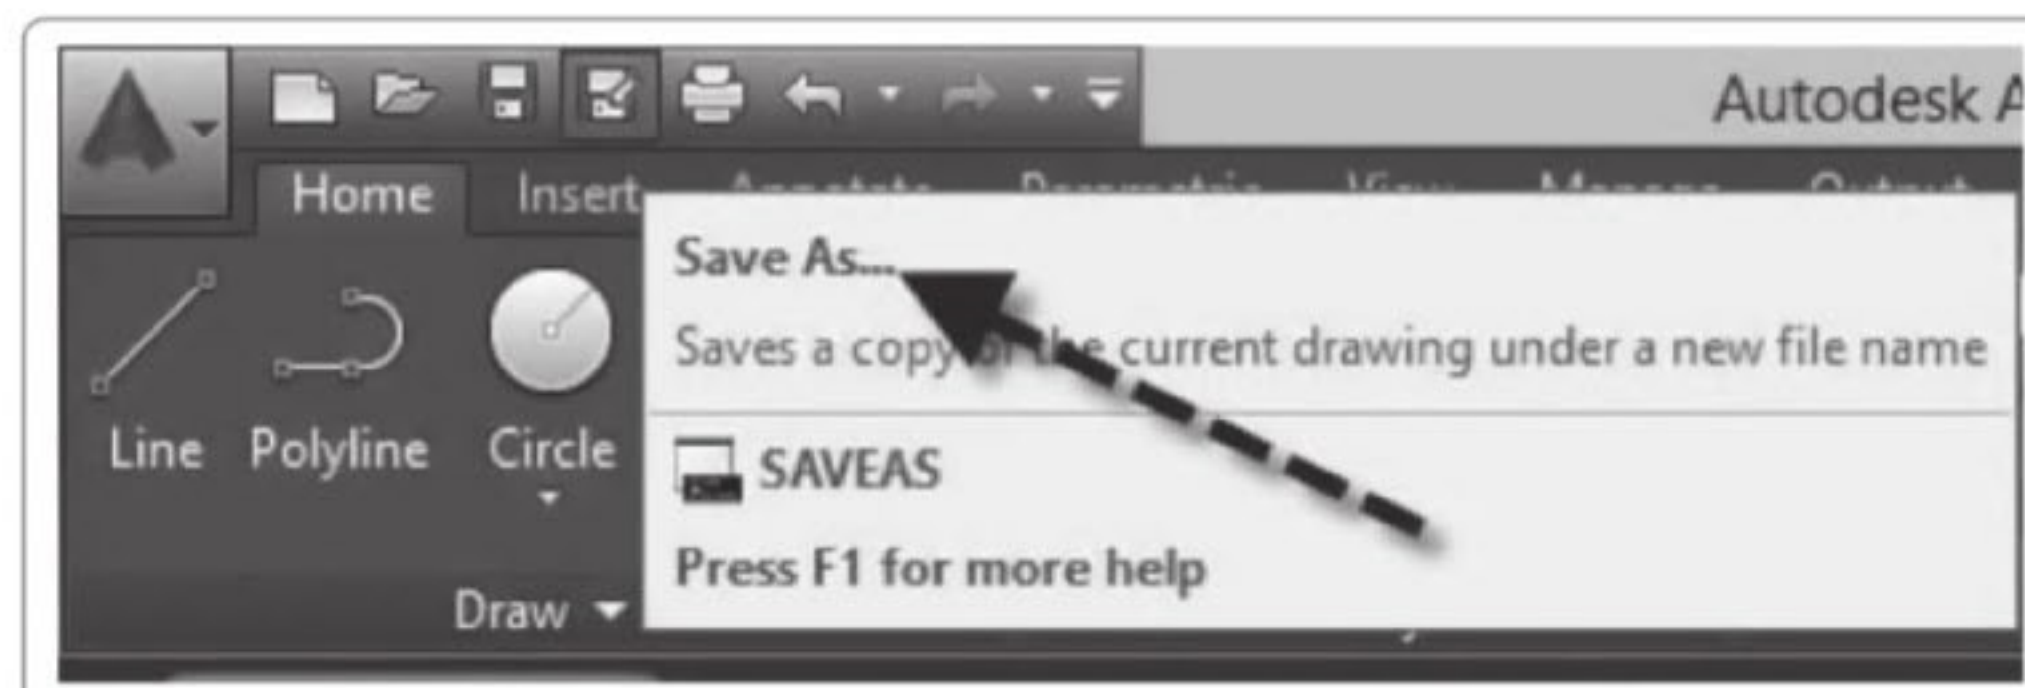 Autodesk A
Home Insert
Save As...
Saves a copy the current drawing under a new file name
Line Polyline Circle
SAVEAS
Press F1 for more help
Draw